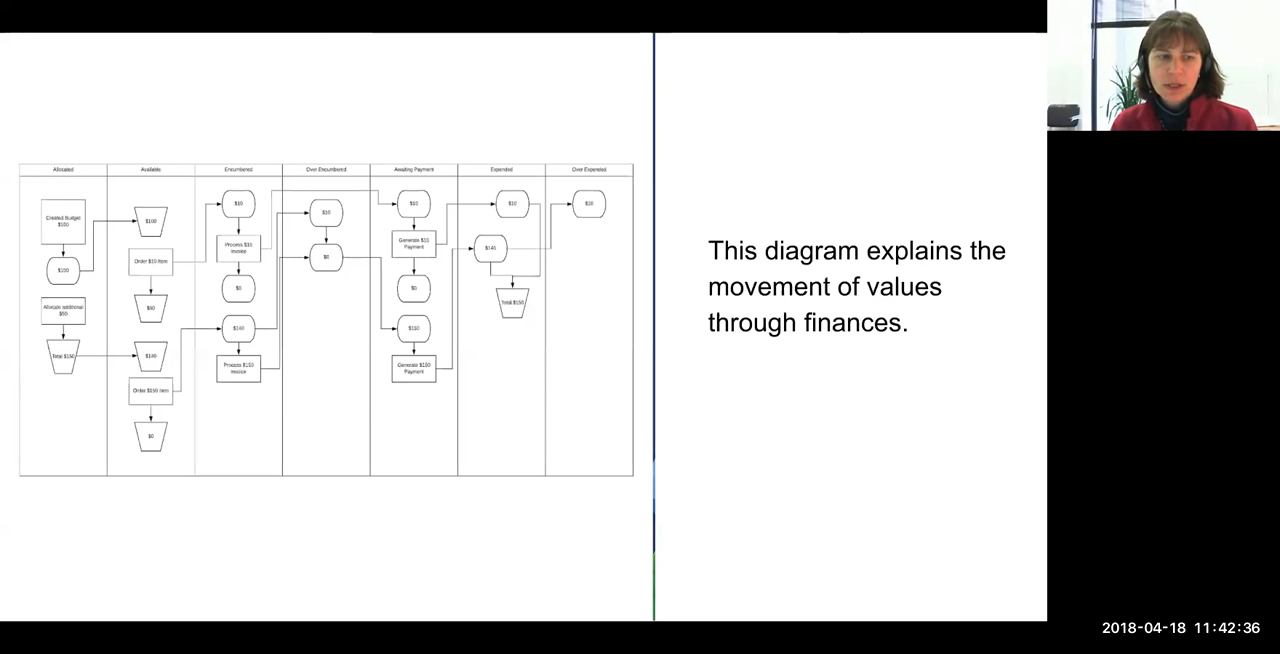 Allocated
Available
Encumbered
Over Encumbered
Awaiting Payment
Expended
Over Expended
Created Budget
$100
$100
Allocate additional
$50
Total $150
$100
Order $10 Item
$90
$140
Order $150 Item
$0
$10
Process $10
Invoice
$0
$140
Process $150
Invoice
$10
$0
$10
Generate $10
Payment
$0
$150
Generate $150
Payment
$10
$140
Total $150
$10
This diagram explains the
movement of values
through finances.
2018-04-18 11:42:36